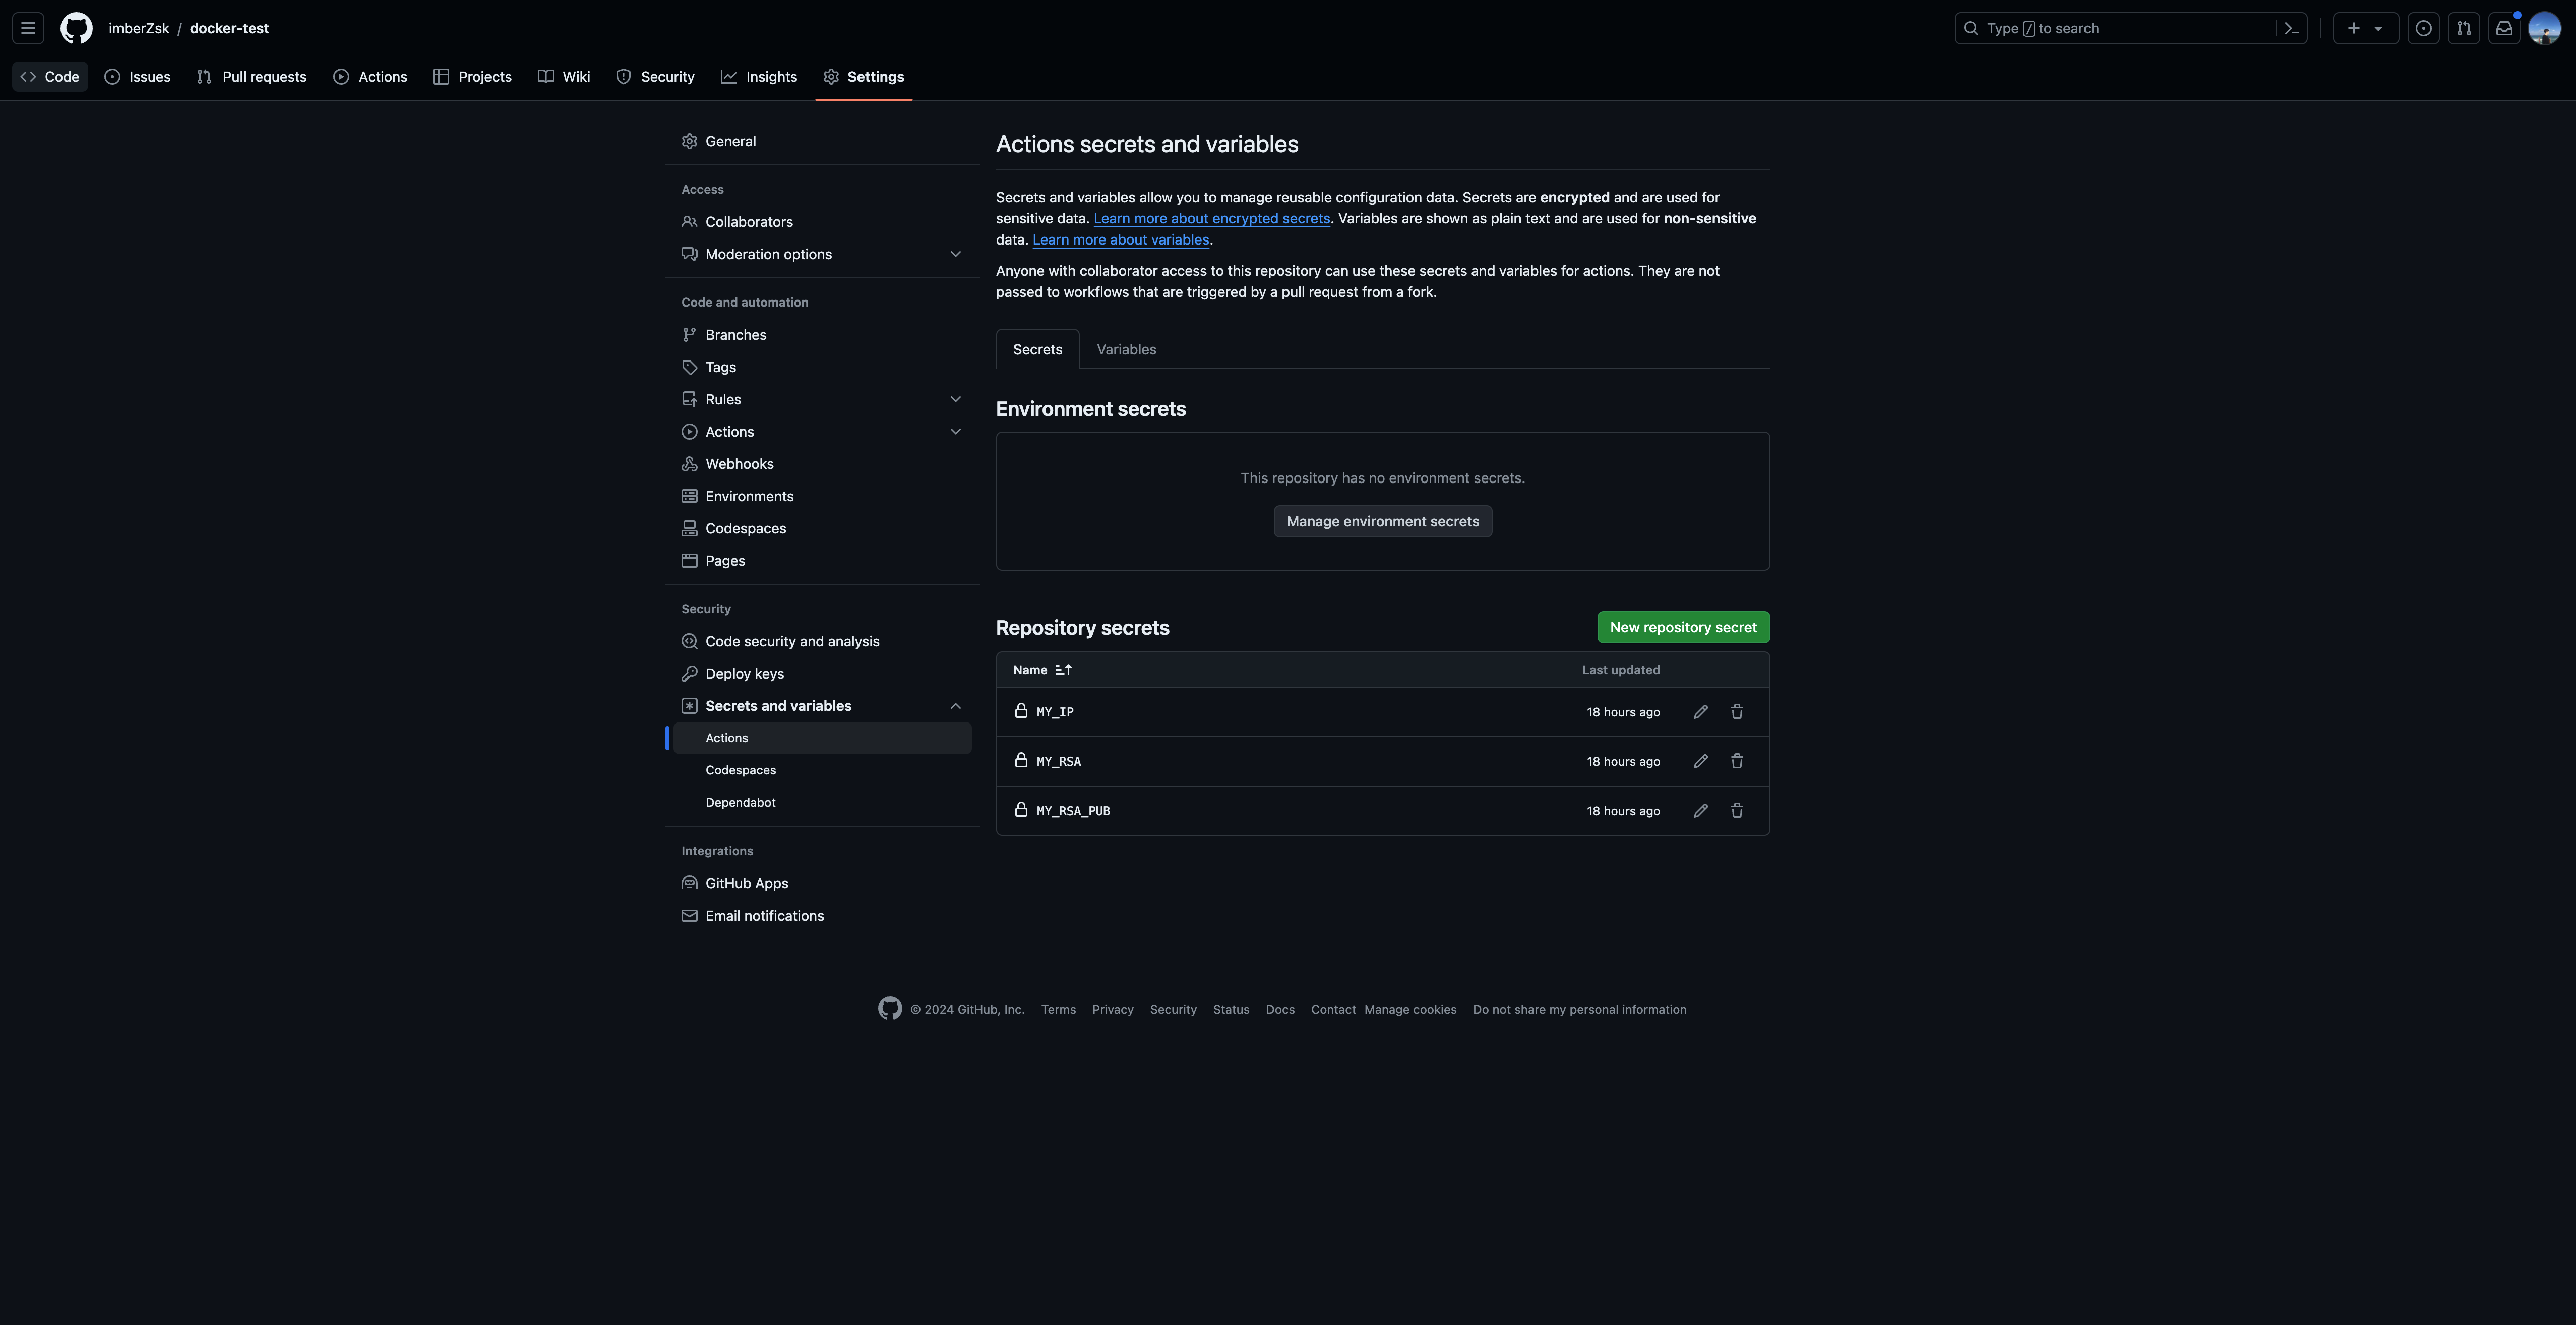 imberZsk / docker-test
Type / to search
Code
Issues
Pull requests
Actions
Projects
Wiki
Security
Insights
Settings
General
Access
Collaborators
Moderation options
Code and automation
Branches
Tags
Rules
Actions
Webhooks
Environments
Codespaces
Pages
Security
Code security and analysis
Deploy keys
Secrets and variables
Actions
Codespaces
Dependabot
Integrations
GitHub Apps
Email notifications
Actions secrets and variables
Secrets and variables allow you to manage reusable configuration data. Secrets are encrypted and are used for
sensitive data. Learn more about encrypted secrets. Variables are shown as plain text and are used for non-sensitive
data. Learn more about variables.
Anyone with collaborator access to this repository can use these secrets and variables for actions. They are not
passed to workflows that are triggered by a pull request from a fork.
Secrets
Variables
Environment secrets
This repository has no environment secrets.
Manage environment secrets
Repository secrets
New repository secret
Name
Last updated
MY_IP
18 hours ago
MY_RSA
18 hours ago
MY_RSA_PUB
18 hours ago
© 2024 GitHub, Inc.
Terms
Privacy
Security
Status
Docs
Contact
Manage cookies
Do not share my personal information